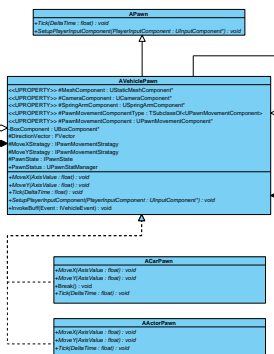 APawn
+Tick(DeltaTime : float) : void
+SetupPlayerInputComponent(PlayerInputComponent : UInputComponent*) : void
AVehiclePawn
<<UPROPERTY>> #MeshComponent : UStaticMeshComponent*
<<UPROPERTY>> #CameraComponent : UCameraComponent*
<<UPROPERTY>> #SpringArmComponent : USpringArmComponent*
<<UPROPERTY>> #PawnMovementComponentType : TSubclassOf<UPawnMovementComponent>
<<UPROPERTY>> #PawnMovementComponent : UPawnMovementComponent*
-BoxComponent : UBoxComponent*
#DirectionVector : FVector
#MoveXStrategy : IPawnMovementStratagy
#MoveYStrategy : IPawnMovementStratagy
-PawnState : IPawnState
+PawnStatus : UPawnStatManager
+MoveX(AxisValue : float) : void
+MoveY(AxisValue : float) : void
+Tick(DeltaTime : float) : void
+SetupPlayerInputComponent(PlayerInputComponent : UInputComponent*) : void
+InvokeBuff(Event : IVehicleEvent) : void
ACarPawn
+MoveX(AxisValue : float) : void
+MoveY(AxisValue : float) : void
+Break() : void
+Tick(DeltaTime : float) : void
AActorPawn
+MoveX(AxisValue : float) : void
+MoveY(AxisValue : float) : void
+Tick(DeltaTime : float) : void